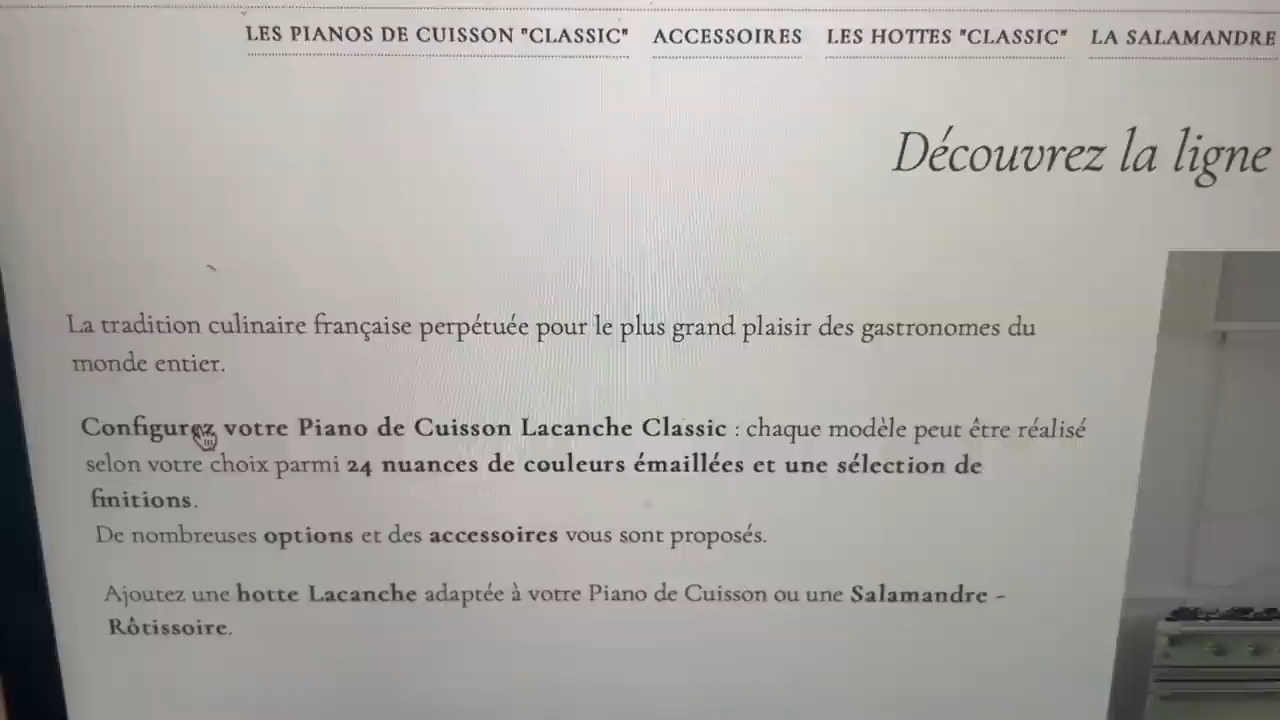 LES PIANOS DE CUISSON "CLASSIC" ACCESSOIRES LES HOTTES "CLASSIC" LA SALAMANDRE
Découvrez la ligne
La tradition culinaire française perpétuée pour le plus grand plaisir des gastronomes du
monde entier.
Configurez votre Piano de Cuisson Lacanche Classic : chaque modèle peut être réalisé
selon votre choix parmi 24 nuances de couleurs émaillées et une sélection de
finitions.
De nombreuses options et des accessoires vous sont proposés.
Ajoutez une hotte Lacanche adaptée à votre Piano de Cuisson ou une Salamandre -
Rôtissoire.